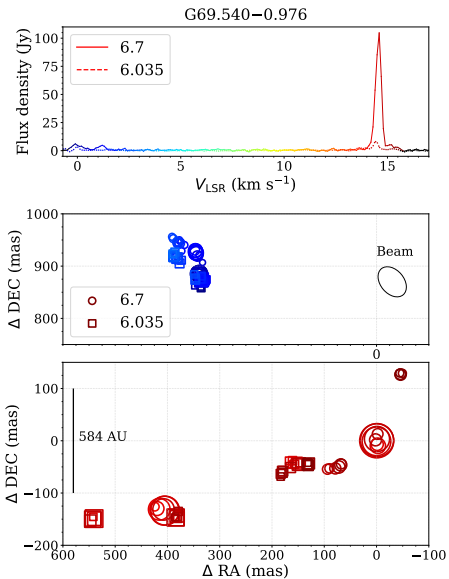 G69.540−0.976
Flux density (Jy)
100
75
50
25
0
6.7
6.035
0 5 10 15
V_LSR (km s⁻¹)
Δ DEC (mas)
1000
900
800
Beam
6.7
6.035
0
Δ DEC (mas)
100
0
−100
−200
584 AU
600 500 400 300 200 100 0 −100
Δ RA (mas)